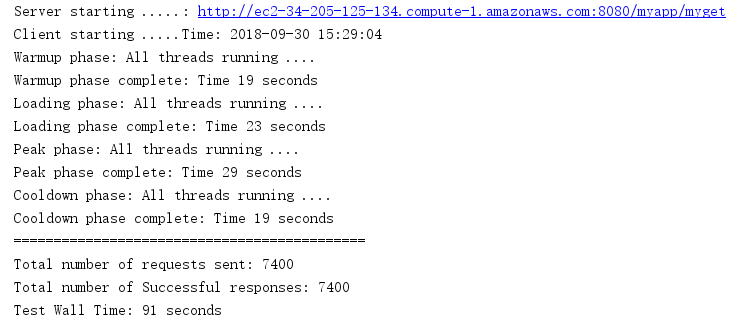 Server starting .....: http://ec2-34-205-125-134.compute-1.amazonaws.com:8080/myapp/myget
Client starting .....Time: 2018-09-30 15:29:04
Warmup phase: All threads running ....
Warmup phase complete: Time 19 seconds
Loading phase: All threads running ....
Loading phase complete: Time 23 seconds
Peak phase: All threads running ....
Peak phase complete: Time 29 seconds
Cooldown phase: All threads running ....
Cooldown phase complete: Time 19 seconds
============================================
Total number of requests sent: 7400
Total number of Successful responses: 7400
Test Wall Time: 91 seconds